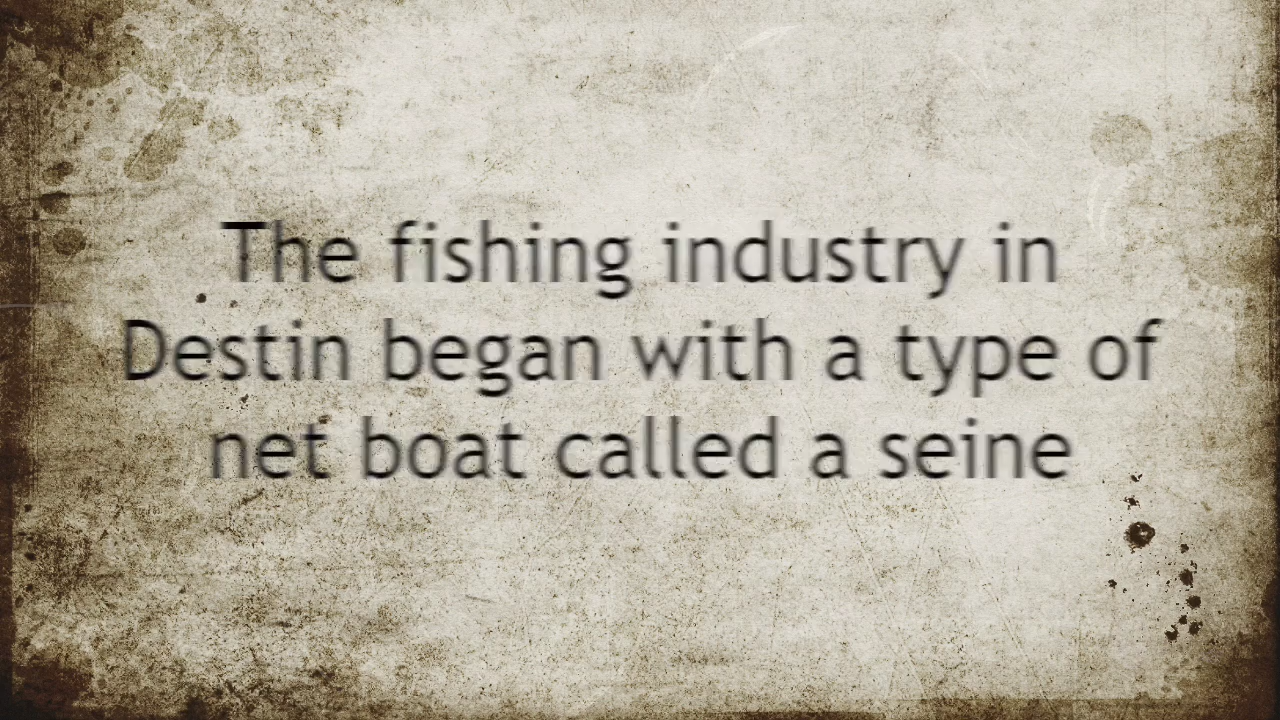 The fishing industry in
Destin began with a type of
net boat called a seine